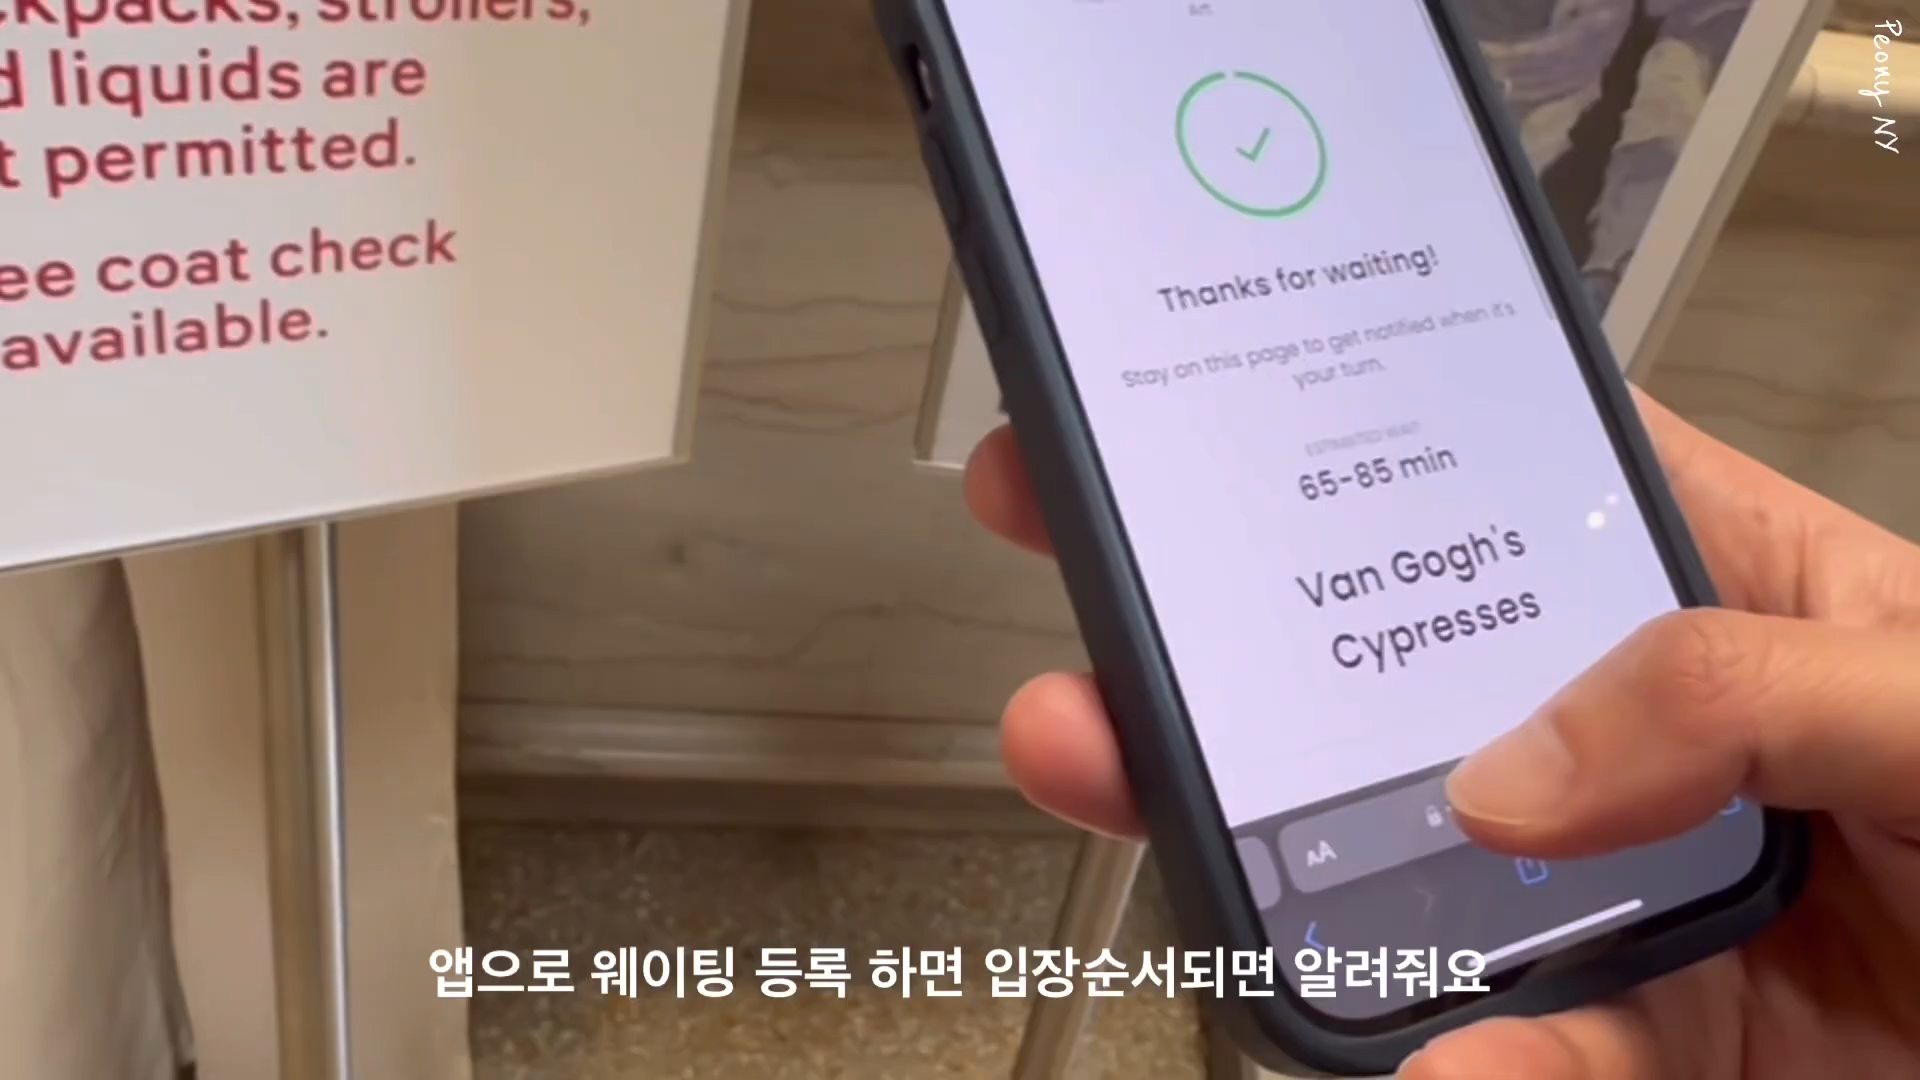 strollers,
liquids are
permitted.
coat check
available.
Art
Thanks for waiting!
Stay on this page to get notified when it's
your turn.
ESTIMATED WAIT
65-85 min
Van Gogh's
Cypresses
AA
앱으로 웨이팅 등록 하면 입장순서되면 알려줘요
Peony NY